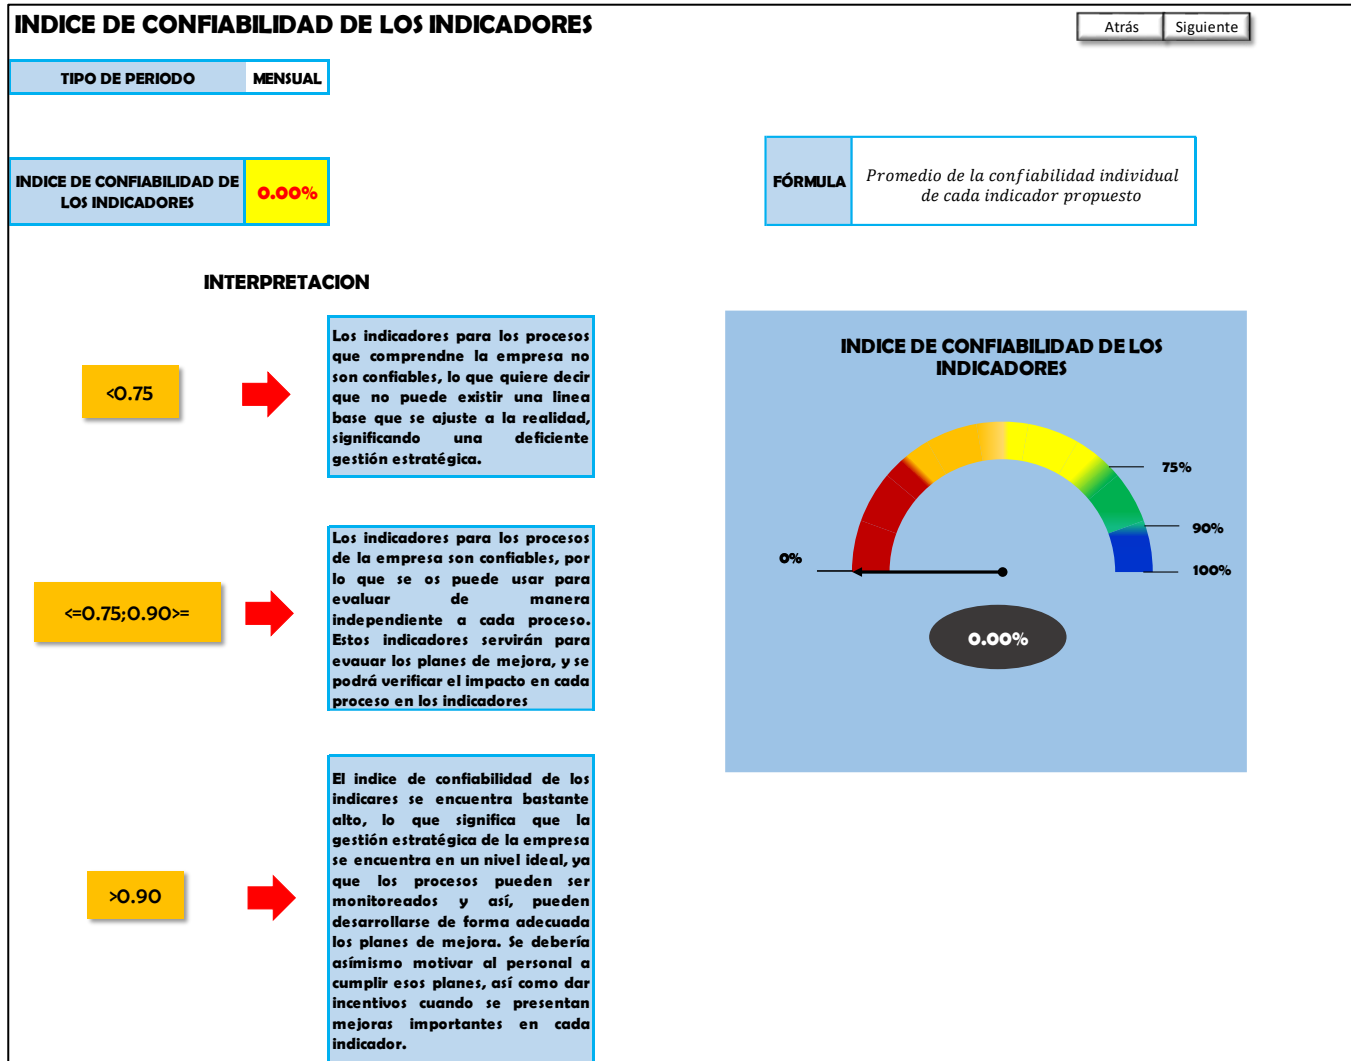 INDICE DE CONFIABILIDAD DE LOS INDICADORES
Atrás
Siguiente
TIPO DE PERIODO
MENSUAL
INDICE DE CONFIABILIDAD DE
LOS INDICADORES
0.00%
FÓRMULA
Promedio de la confiabilidad individual
de cada indicador propuesto
INTERPRETACION
<0.75
Los indicadores para los procesos
que comprendne la empresa no
son confiables, lo que quiere decir
que no puede existir una linea
base que se ajuste a la realidad,
significando una deficiente
gestión estratégica.
<=0.75;0.90>=
Los indicadores para los procesos
de la empresa son confiables, por
lo que se os puede usar para
evaluar de manera
independiente a cada proceso.
Estos indicadores servirán para
evauar los planes de mejora, y se
podrá verificar el impacto en cada
proceso en los indicadores
>0.90
El indice de confiabilidad de los
indicares se encuentra bastante
alto, lo que significa que la
gestión estratégica de la empresa
se encuentra en un nivel ideal, ya
que los procesos pueden ser
monitoreados y así, pueden
desarrollarse de forma adecuada
los planes de mejora. Se debería
asímismo motivar al personal a
cumplir esos planes, así como dar
incentivos cuando se presentan
mejoras importantes en cada
indicador.
INDICE DE CONFIABILIDAD DE LOS
INDICADORES
75%
90%
0%
100%
0.00%